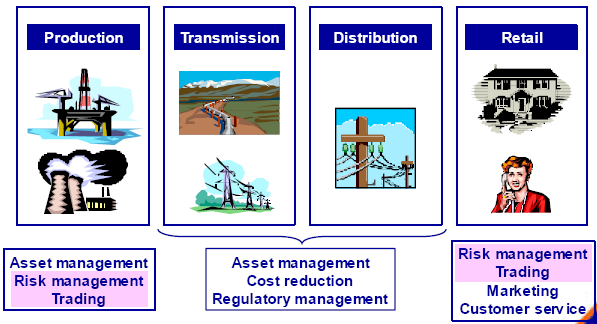 Production
Transmission
Distribution
Retail
Asset management
Risk management
Trading
Asset management
Cost reduction
Regulatory management
Risk management
Trading
Marketing
Customer service